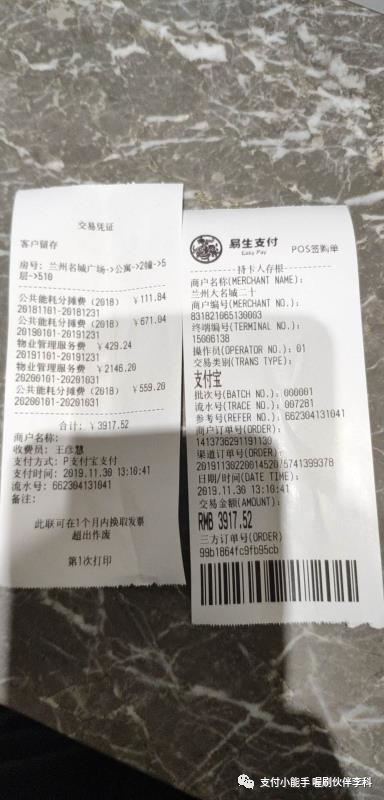 交易凭证
客户留存
房号: 兰州名城广场->公寓->2幢->5
层->510
公共能耗分摊费 (2018) ￥111.84
20181101-20181231
公共能耗分摊费 (2018) ￥671.04
20190101-20191231
物业管理服务费 ￥429.24
20191101-20191231
物业管理服务费 ￥2146.20
20200101-20201031
公共能耗分摊费 (2018) ￥559.20
20200101-20201031
合计: ￥3917.52
商户名称:
收费员: 王彦慧
支付方式: P支付宝支付
支付时间: 2019.11.30 13:10:41
流水号: 662304131041
备注:
此联可在1个月内换取发票
超出作废
第1次打印
易生支付
Easy Pay
POS签购单
持卡人存根
商户名称(MERCHANT NAME):
兰州大名城二十
商户编号(MERCHANT NO.):
831821065130003
终端编号(TERMINAL NO.):
15006138
操作员(OPERATOR NO.): 01
交易类别(TRANS TYPE):
支付宝
批次号(BATCH NO.): 000001
流水号(TRACE NO.): 007281
参考号(REFER NO.): 662304131041
商户订单号(ORDER):
1413736291191130
渠道订单号(ORDER):
2019113022001452075741399378
日期/时间(DATE TIME):
2019.11.30 13:10:41
交易金额(AMOUNT):
RMB 3917.52
三方订单号(ORDER)
99b1864fc9fb95cb
支付小能手 喔刷伙伴李科